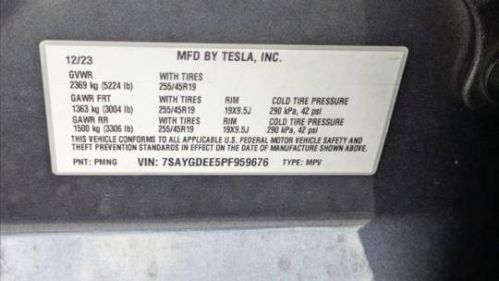 12/23 MFD BY TESLA, INC.
GVWR WITH TIRES
2369 kg (5224 lb) 255/45R19
GAWR FRT WITH TIRES RIM COLD TIRE PRESSURE
1363 kg (3004 lb) 255/45R19 19X9.5J 290 kPa, 42 psi
GAWR RR WITH TIRES RIM COLD TIRE PRESSURE
1500 kg (3306 lb) 255/45R19 19X9.5J 290 kPa, 42 psi
THIS VEHICLE CONFORMS TO ALL APPLICABLE U.S. FEDERAL MOTOR VEHICLE SAFETY AND
THEFT PREVENTION STANDARDS IN EFFECT ON THE DATE OF MANUFACTURE SHOWN ABOVE.
PNT: PMNG VIN: 7SAYGDEE5PF959676 TYPE: MPV